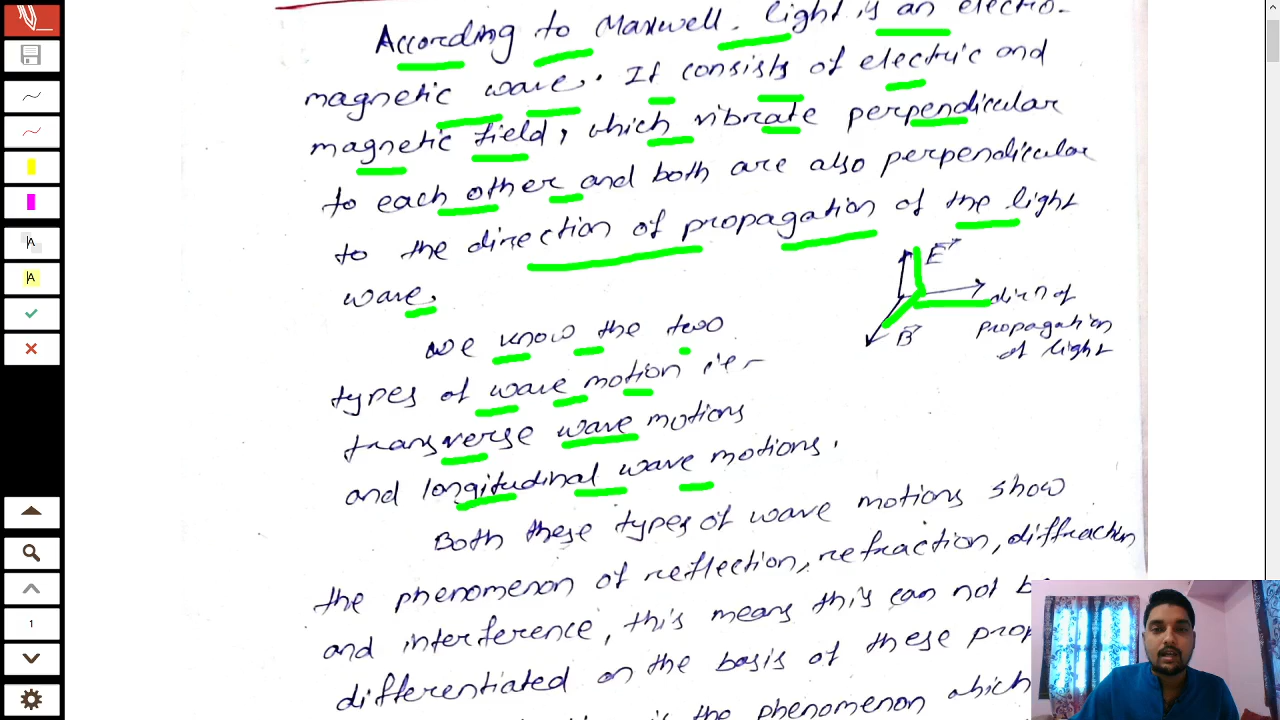 According to Maxwell. light is an electro-
magnetic wave. It consists of electric and
magnetic field, which vibrate perpendicular
to each other and both are also perpendicular
to the direction of propagation of the light
wave.
E
B
dirn of
propagation
of light
we know the two
types of wave motion i.e-
transverse wave motions
and longitudinal wave motions.
Both these types of wave motions show
the phenomenon of reflection, refraction, diffraction
and interference, this means this can not
differentiated on the basis of these
is the phenomenon which
A
A
1